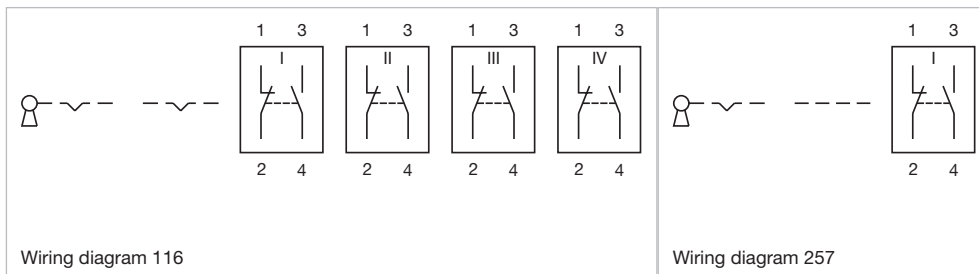 1 3 1 3 1 3 1 3
I II III IV
2 4 2 4 2 4 2 4
Wiring diagram 116
1 3
I
2 4
Wiring diagram 257